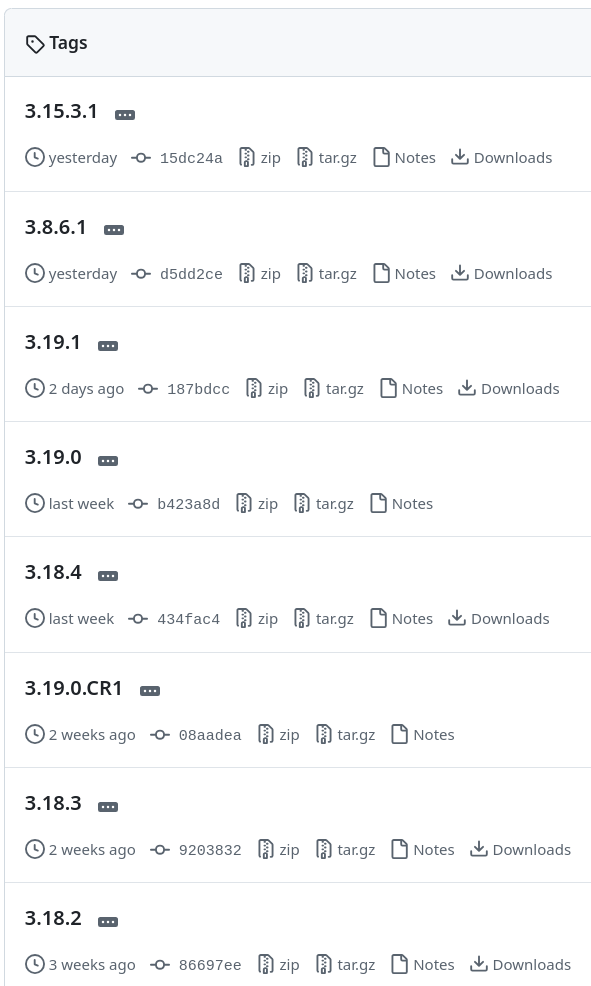 Tags
3.15.3.1
yesterday 15dc24a zip tar.gz Notes Downloads
3.8.6.1
yesterday d5dd2ce zip tar.gz Notes Downloads
3.19.1
2 days ago 187bdcc zip tar.gz Notes Downloads
3.19.0
last week b423a8d zip tar.gz Notes
3.18.4
last week 434fac4 zip tar.gz Notes Downloads
3.19.0.CR1
2 weeks ago 08aadea zip tar.gz Notes
3.18.3
2 weeks ago 9203832 zip tar.gz Notes Downloads
3.18.2
3 weeks ago 86697ee zip tar.gz Notes Downloads